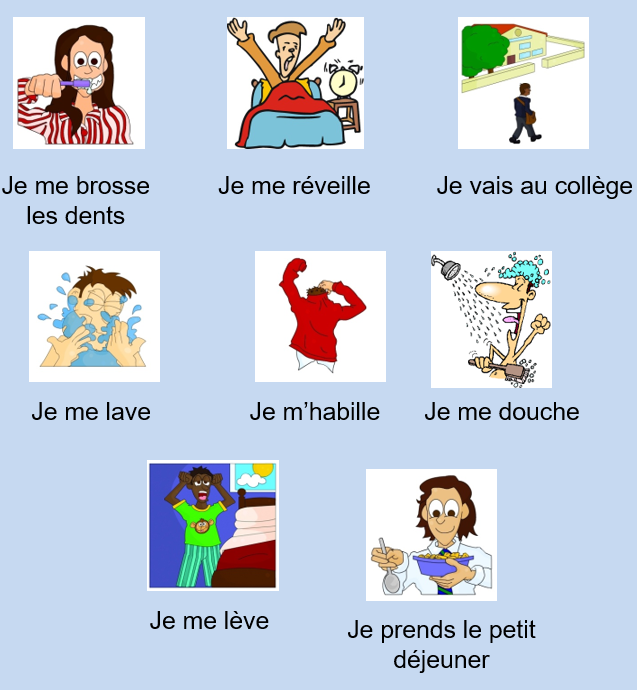 Je me brosse
les dents
Je me réveille
Je vais au collège
Je me lave
Je m'habille
Je me douche
Je me lève
Je prends le petit
déjeuner